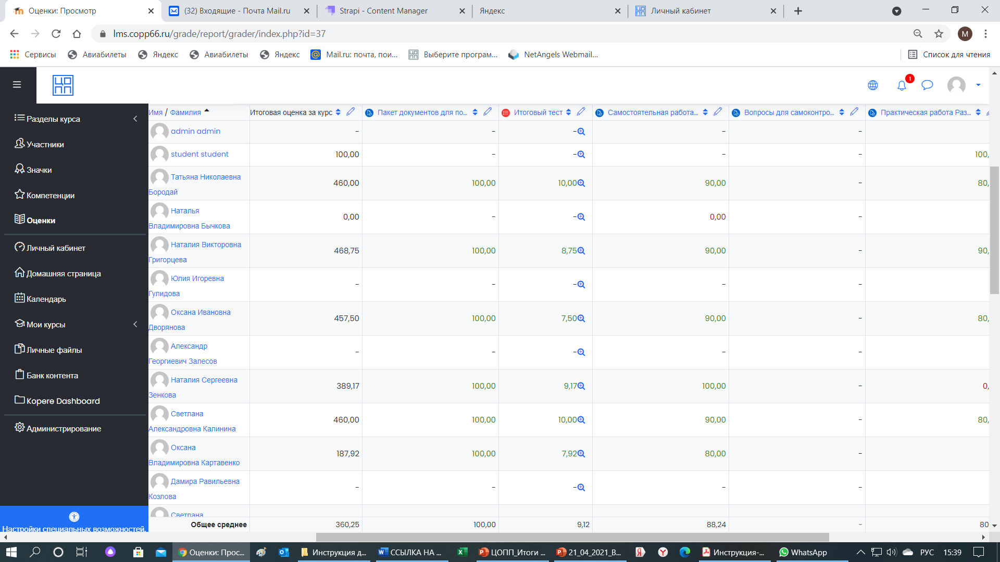 Оценки: Просмотр
(32) Входящие - Почта Mail.ru
Strapi - Content Manager
Яндекс
Личный кабинет
lms.copp66.ru/grade/report/grader/index.php?id=37
M
Сервисы
Авиабилеты
Яндекс
Авиабилеты
Яндекс
Mail.ru: почта, пои...
Выберите програм...
NetAngels Webmail...
Список для чтения
ЦОПП
1
Разделы курса
Участники
Значки
Компетенции
Оценки
Личный кабинет
Домашняя страница
Календарь
Мои курсы
Личные файлы
Банк контента
Kopere Dashboard
Администрирование
Настройки специальных возможностей.
Имя / Фамилия Итоговая оценка за курс Пакет документов для по... Итоговый тест Самостоятельная работа... Вопросы для самоконтро... Практическая работа Раз...
admin admin - - - - -
student student 100,00 - - - - 100,
Татьяна Николаевна
Бородай 460,00 100,00 10,00 90,00 - 80,
Наталья
Владимировна Бычкова 0,00 - - 0,00 -
Наталия Викторовна
Григорцева 468,75 100,00 8,75 90,00 - 90,
Юлия Игоревна
Гулидова - - - - -
Оксана Ивановна
Дворянова 457,50 100,00 7,50 90,00 - 80,
Александр
Георгиевич Залесов - - - - -
Наталия Сергеевна
Зенкова 389,17 100,00 9,17 100,00 - 0,
Светлана
Александровна Калинина 460,00 100,00 10,00 90,00 - 80,
Оксана
Владимировна Картавенко 187,92 100,00 7,92 80,00 -
Дамира Равильевна
Козлова - - - - -
Светлана
Общее среднее 360,25 100,00 9,12 88,24 - 80
Оценки: Прос...
Инструкция д...
ССЫЛКА НА ...
ЦОПП_Итоги ...
21_04_2021_В...
Инструкция-...
WhatsApp
РУС
15:39